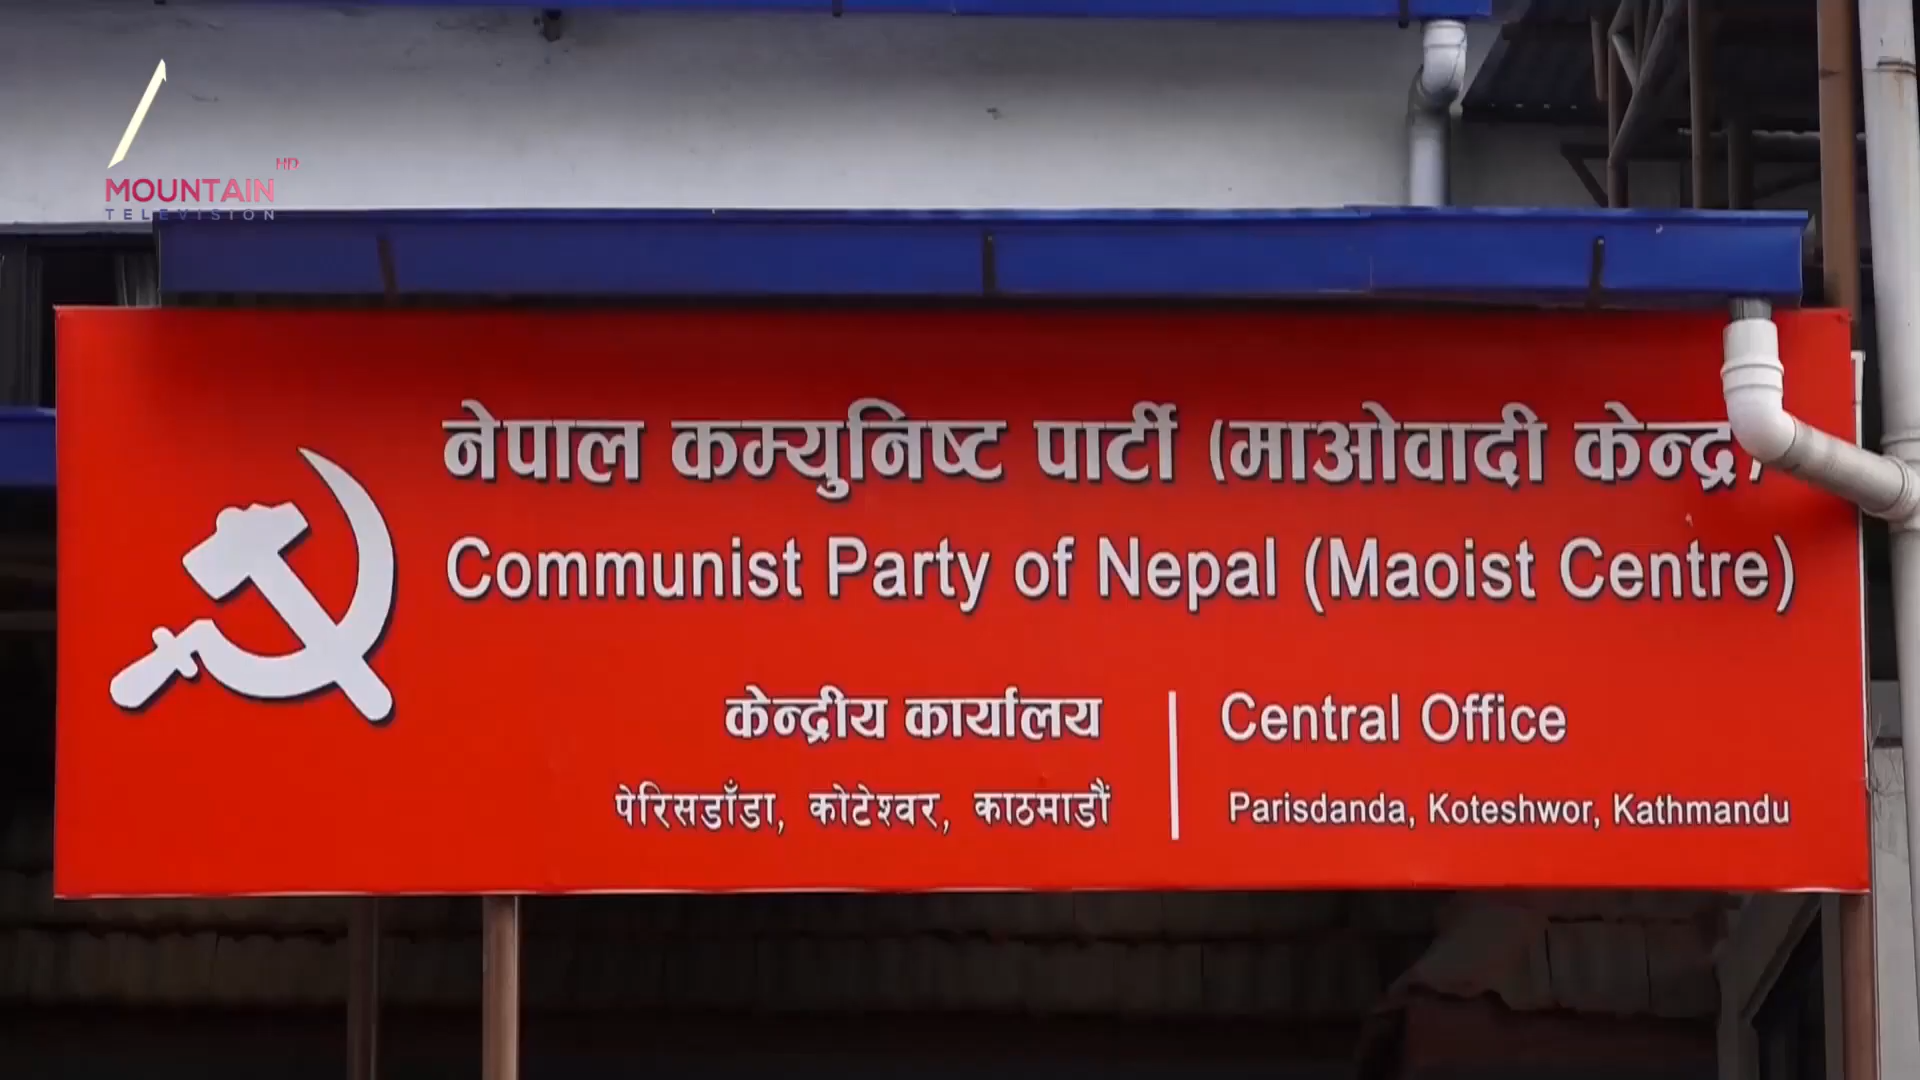 MOUNTAIN HD
TELEVISION
नेपाल कम्युनिष्ट पार्टी (माओवादी केन्द्र)
Communist Party of Nepal (Maoist Centre)
केन्द्रीय कार्यालय
पेरिसडाँडा, कोटेश्वर, काठमाडौं
Central Office
Parisdanda, Koteshwor, Kathmandu